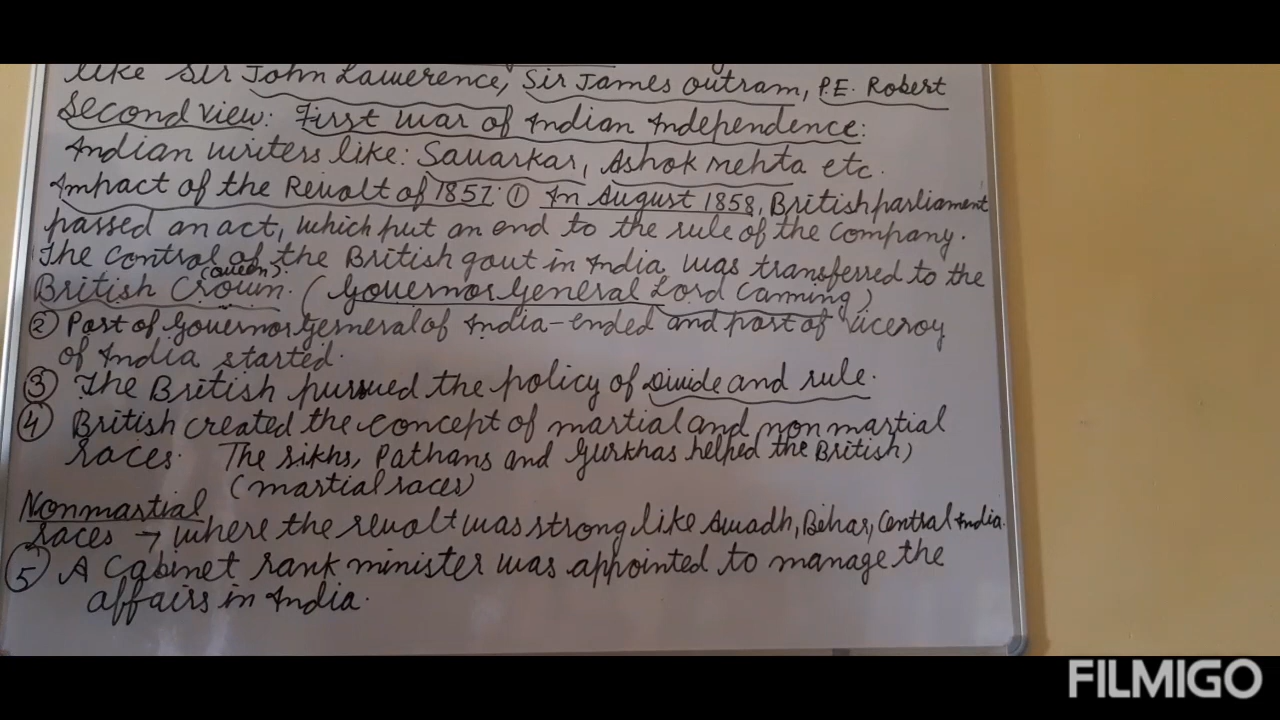 like Sir John Lawerence, Sir James outram, P.E. Robert
Second view: First war of Indian Independence:
Indian writers like: Savarkar, Ashok mehta etc.
Impact of the Revolt of 1857: ① In August 1858, British parliament
passed an act, which put an end to the rule of the company.
The control of the British govt in India was transferred to the
(Queen)
British Crown. (Governor General Lord Canning)
② Post of Governor Gemeral of India-ended and post of Viceroy
of India started.
③ The British pursued the policy of Divide and rule.
④ British created the concept of martial and non martial
races. The sikhs, Pathans and Gurkhas helped the British)
(martial races)
Nonmartial
races → where the revolt was strong like Awadh, Bihar, Central India.
⑤ A Cabinet rank minister was appointed to manage the
affairs in India.
FILMIGO